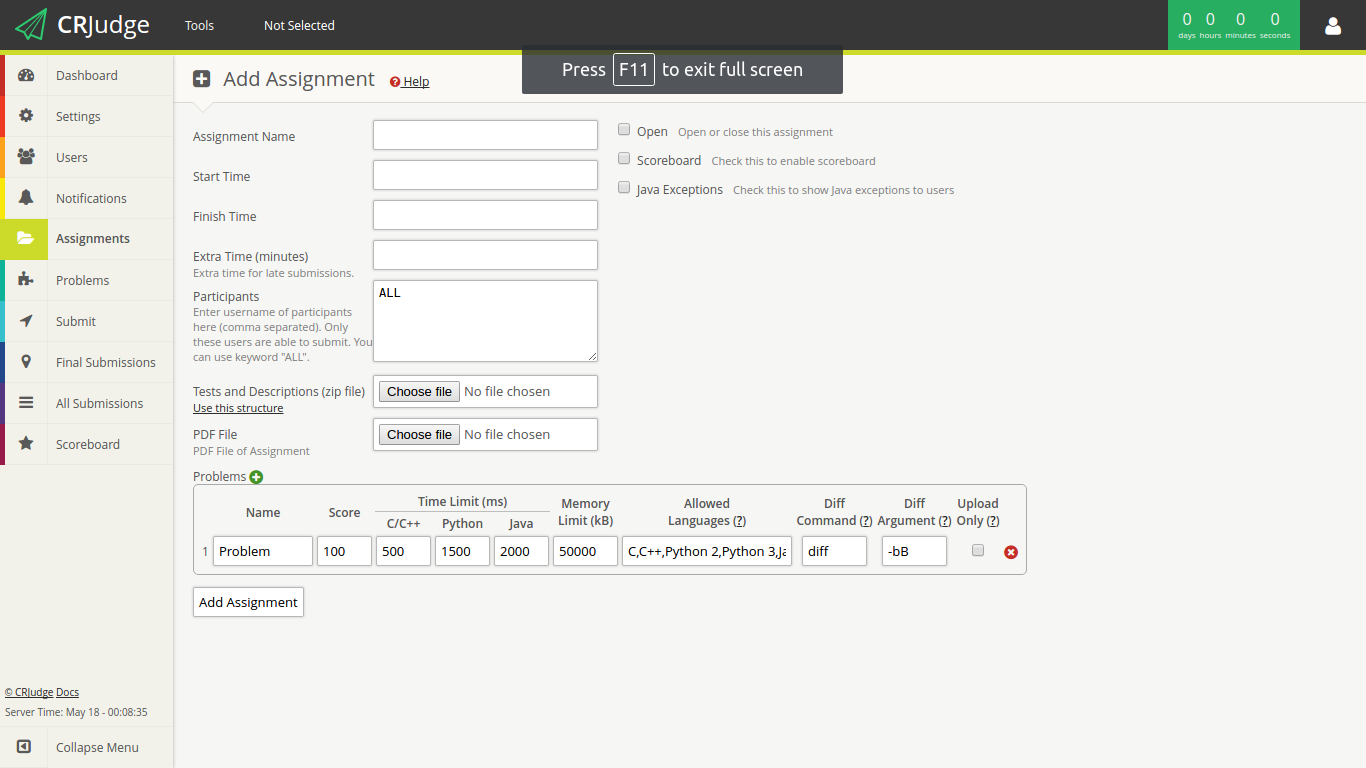 CRJudge
Tools
Not Selected
0 0 0 0
days hours minutes seconds
Press F11 to exit full screen
Dashboard
Settings
Users
Notifications
Assignments
Problems
Submit
Final Submissions
All Submissions
Scoreboard
© CRJudge Docs
Server Time: May 18 - 00:08:35
Collapse Menu
Add Assignment
Help
Assignment Name
Start Time
Finish Time
Extra Time (minutes)
Extra time for late submissions.
Participants
Enter username of participants
here (comma separated). Only
these users are able to submit. You
can use keyword "ALL".
ALL
Tests and Descriptions (zip file)
Use this structure
Choose file No file chosen
PDF File
PDF File of Assignment
Choose file No file chosen
Open Open or close this assignment
Scoreboard Check this to enable scoreboard
Java Exceptions Check this to show Java exceptions to users
Problems
Name
Score
Time Limit (ms)
C/C++ Python Java
Memory
Limit (kB)
Allowed
Languages (?)
Diff
Command (?)
Diff
Argument (?)
Upload
Only (?)
1 Problem 100 500 1500 2000 50000 C,C++,Python 2,Python 3,Ja diff -bB
Add Assignment